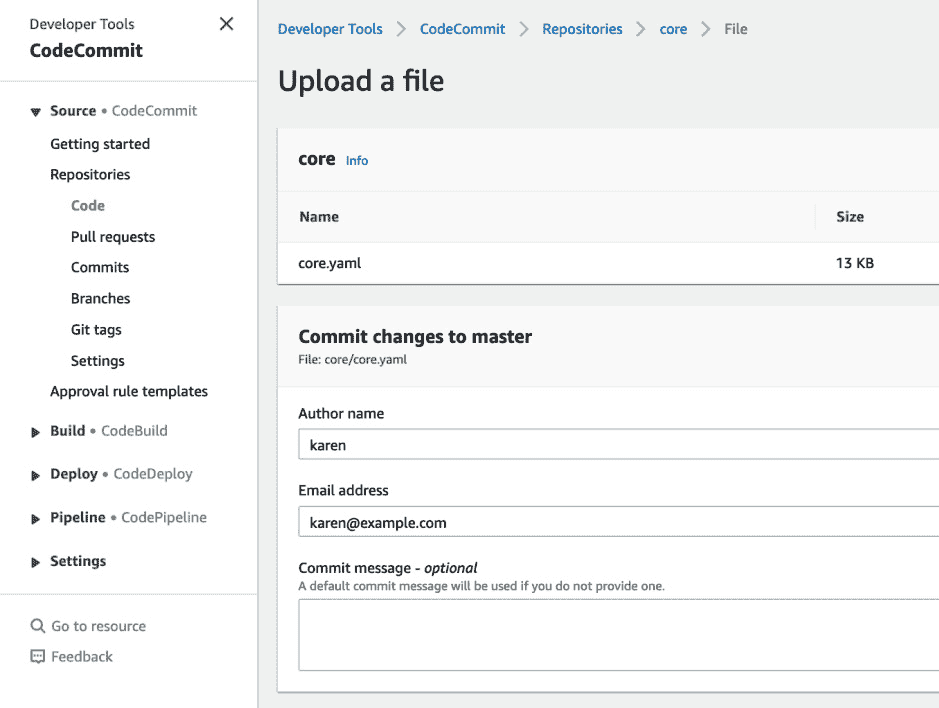 Developer Tools
CodeCommit
Source • CodeCommit
Getting started
Repositories
Code
Pull requests
Commits
Branches
Git tags
Settings
Approval rule templates
Build • CodeBuild
Deploy • CodeDeploy
Pipeline • CodePipeline
Settings
Go to resource
Feedback
Developer Tools > CodeCommit > Repositories > core > File
Upload a file
core Info
Name Size
core.yaml 13 KB
Commit changes to master
File: core/core.yaml
Author name
karen
Email address
karen@example.com
Commit message - optional
A default commit message will be used if you do not provide one.